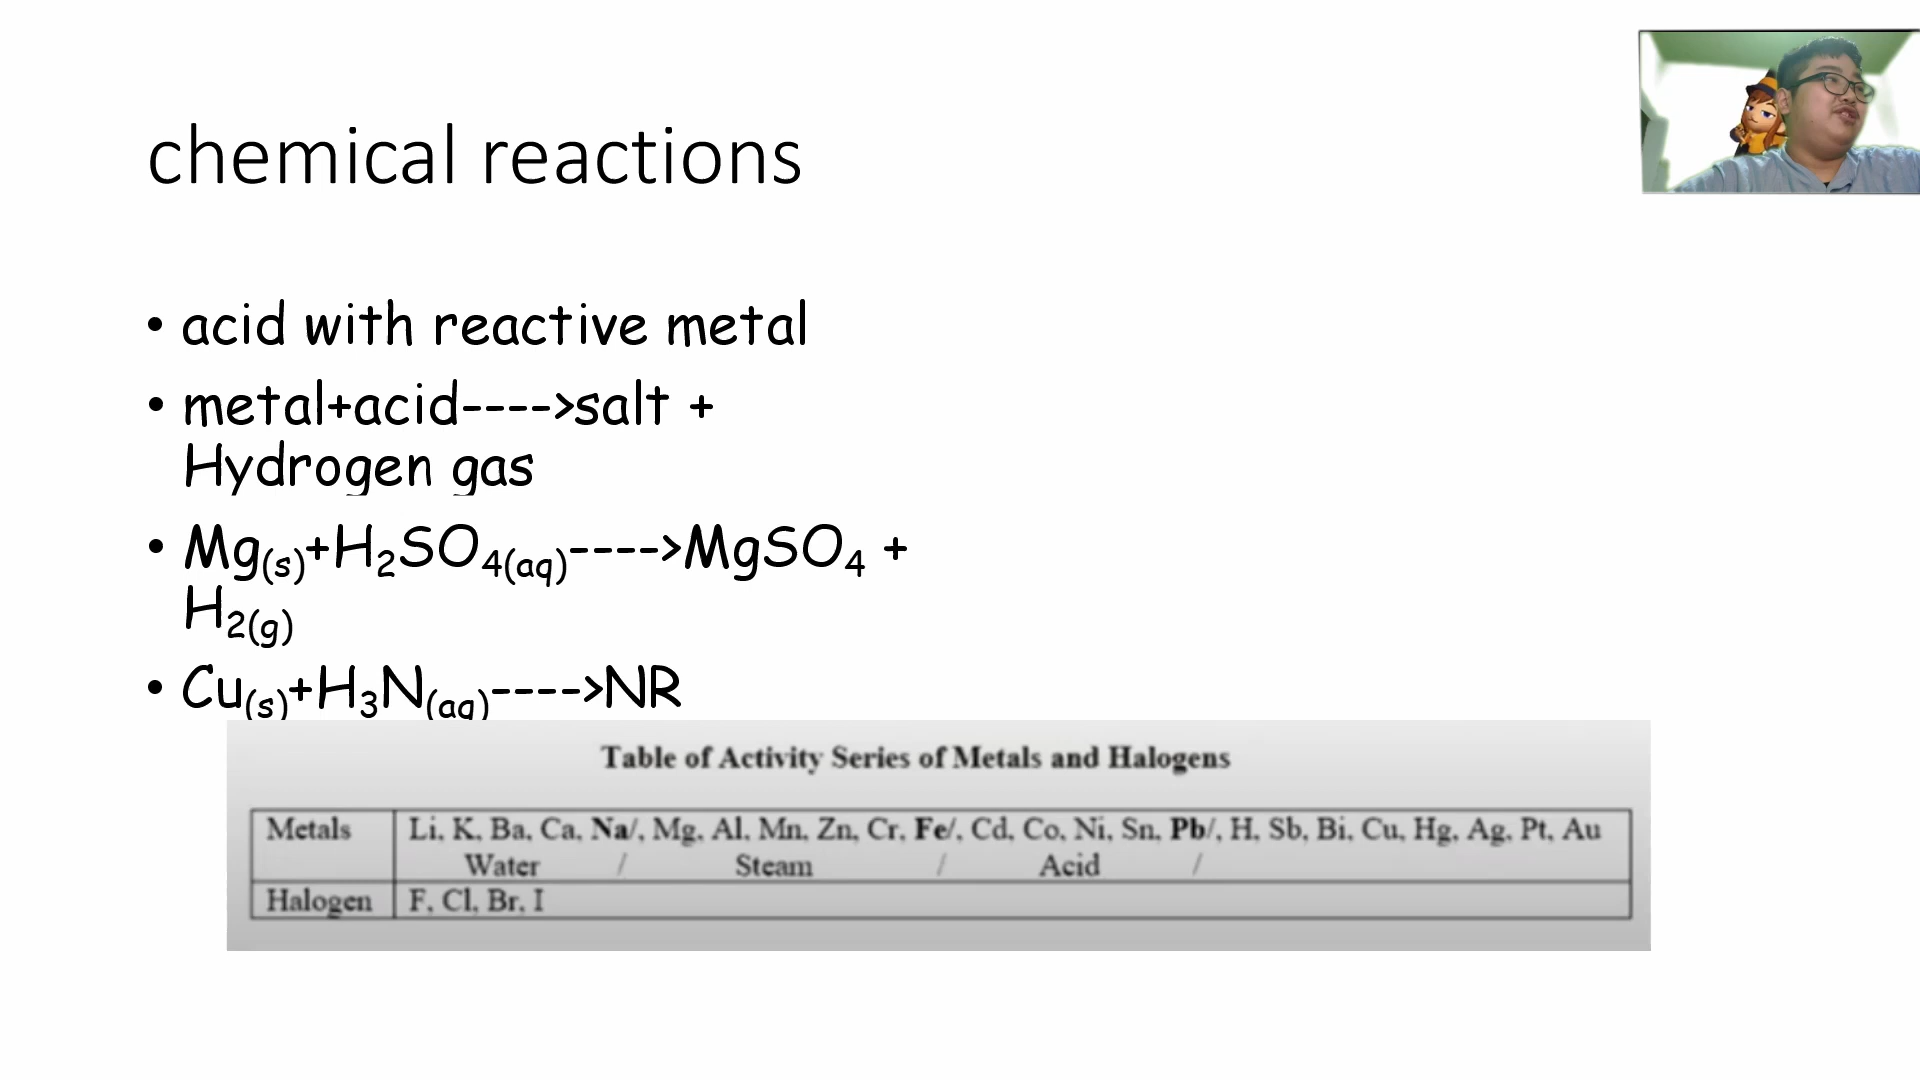 chemical reactions
• acid with reactive metal
• metal+acid---->salt +
Hydrogen gas
• Mg(s)+H₂SO₄(aq)---->MgSO₄ +
H₂(g)
• Cu(s)+H₃N(aq)---->NR
Table of Activity Series of Metals and Halogens
Metals Li, K, Ba, Ca, Na/, Mg, Al, Mn, Zn, Cr, Fe/, Cd, Co, Ni, Sn, Pb/, H, Sb, Bi, Cu, Hg, Ag, Pt, Au
Water / Steam / Acid /
Halogen F, Cl, Br, I